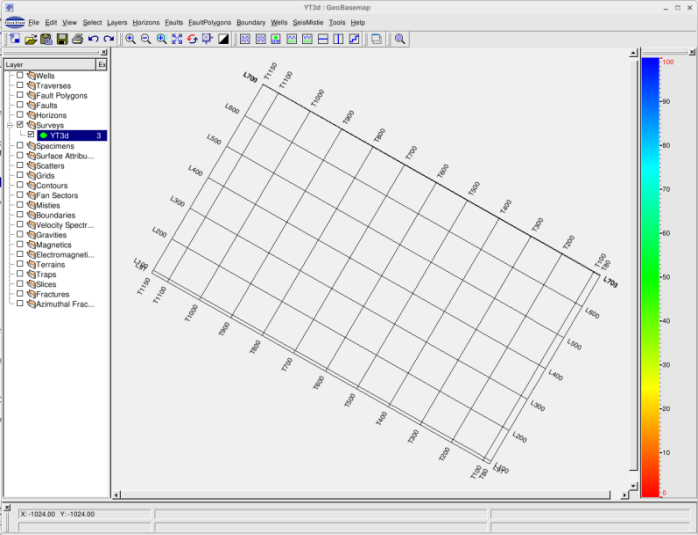 YT3d : GeoBasemap
File Edit View Select Layers Horizons Faults FaultPolygons Boundary Wells SeisMistie Tools Help
Layer Ex
Wells
Traverses
Fault Polygons
Faults
Horizons
Surveys
YT3d 3
Specimens
Surface Attribu...
Scatters
Grids
Contours
Fan Sectors
Misties
Boundaries
Velocity Spectr...
Gravities
Magnetics
Electromagneti...
Terrains
Traps
Slices
Fractures
Azimuthal Frac...
L700 T1150 T1100 T1000 T900 T800 T700 T600 T500 T400 T300 T200 T100 T80
L600
L500
L400
L300
L200
L100
L700
L600
L500
L400
L300
L200
L100
T1150 T1100 T1000 T900 T800 T700 T600 T500 T400 T300 T200 T100 T80
100
90
80
70
60
50
40
30
20
10
0
X: -1024.00 Y: -1024.00